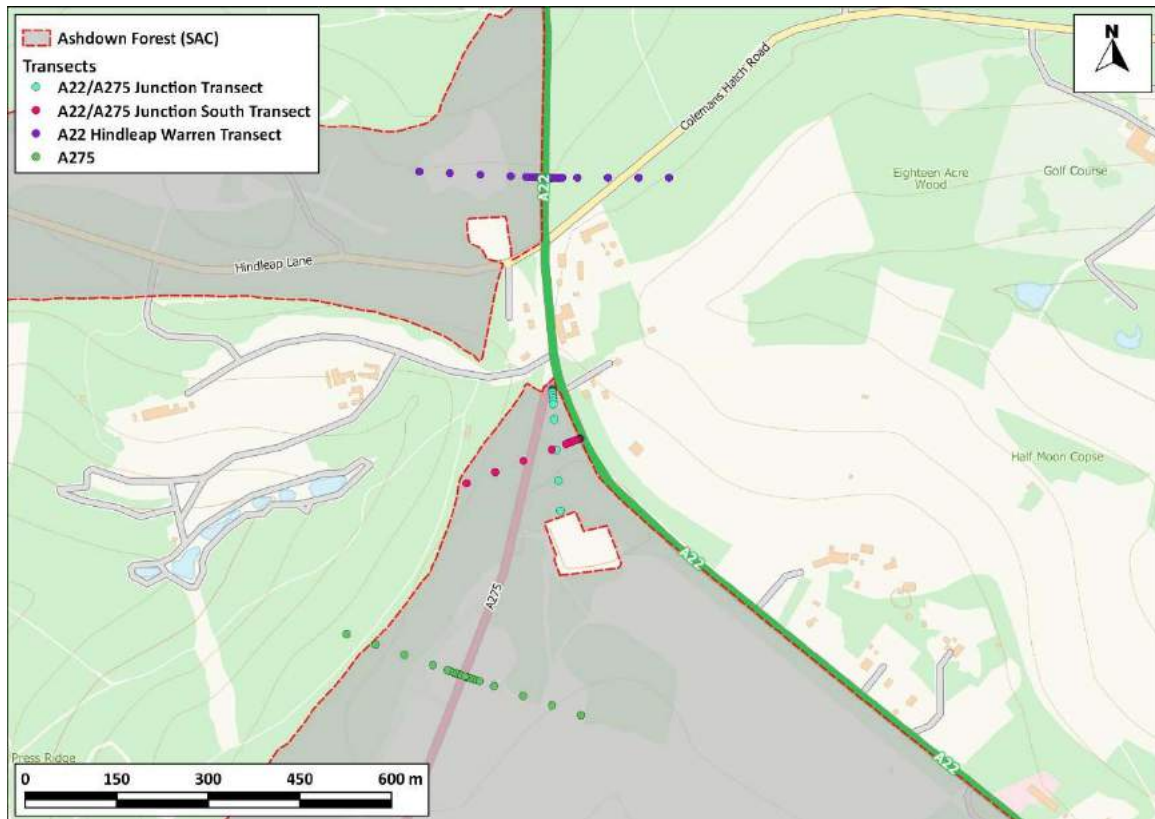 Ashdown Forest (SAC)
Transects
A22/A275 Junction Transect
A22/A275 Junction South Transect
A22 Hindleap Warren Transect
A275
N
Colemans Hatch Road
A22
Eighteen Acre
Wood
Golf Course
Hindleap Lane
Half Moon Copse
A22
A275
Press Ridge
A22
0 150 300 450 600 m